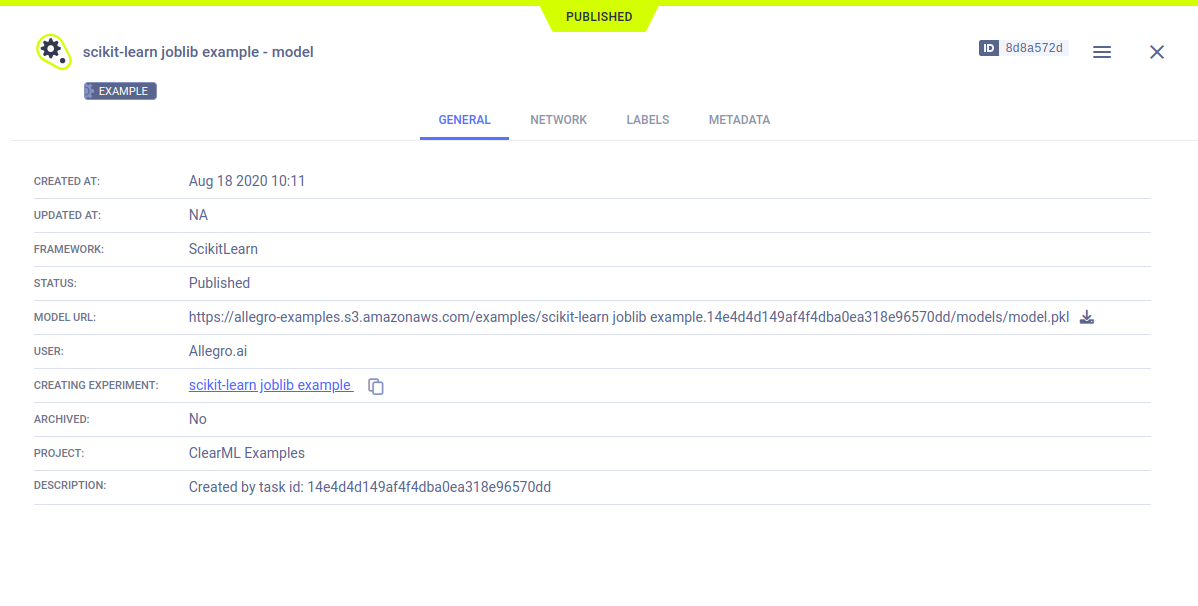 PUBLISHED
scikit-learn joblib example - model
ID 8d8a572d
EXAMPLE
GENERAL NETWORK LABELS METADATA
CREATED AT: Aug 18 2020 10:11
UPDATED AT: NA
FRAMEWORK: ScikitLearn
STATUS: Published
MODEL URL: https://allegro-examples.s3.amazonaws.com/examples/scikit-learn joblib example.14e4d4d149af4f4dba0ea318e96570dd/models/model.pkl
USER: Allegro.ai
CREATING EXPERIMENT: scikit-learn joblib example
ARCHIVED: No
PROJECT: ClearML Examples
DESCRIPTION: Created by task id: 14e4d4d149af4f4dba0ea318e96570dd